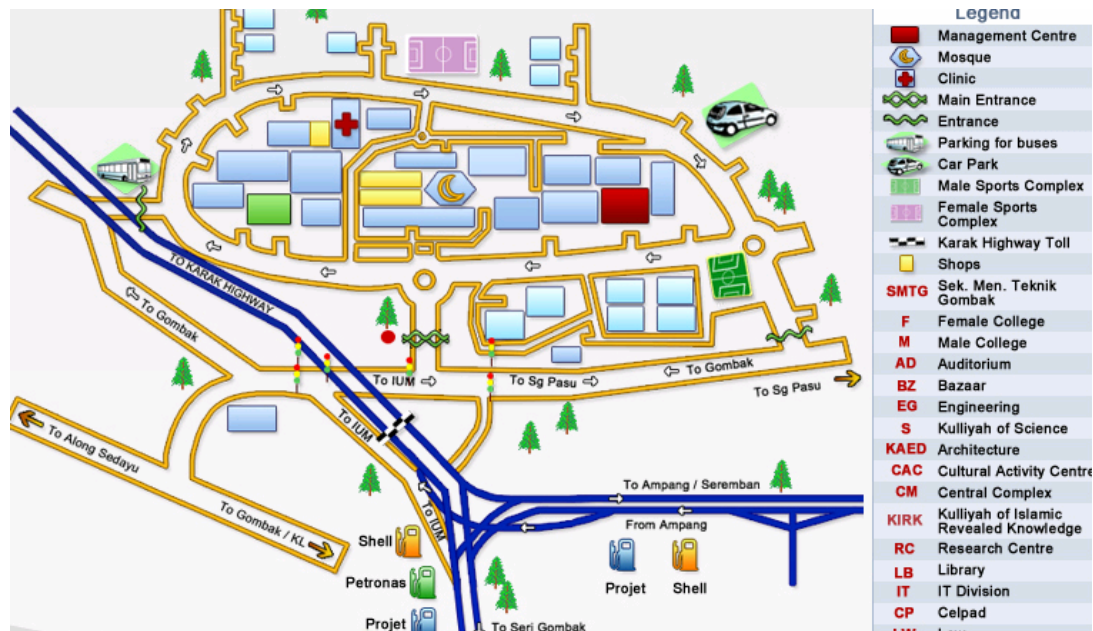 Legend
Management Centre
Mosque
Clinic
Main Entrance
Entrance
Parking for buses
Car Park
Male Sports Complex
Female Sports
Complex
Karak Highway Toll
Shops
SMTG Sek. Men. Teknik
Gombak
F Female College
M Male College
AD Auditorium
BZ Bazaar
EG Engineering
S Kulliyah of Science
KAED Architecture
CAC Cultural Activity Centre
CM Central Complex
KIRK Kulliyah of Islamic
Revealed Knowledge
RC Research Centre
LB Library
IT IT Division
CP Celpad
TO KARAK HIGHWAY
To Gombak
To IUM
To Sg Pasu
To Gombak
To Sg Pasu
To IUM
To Along Sedayu
To Gombak / KL
To IUM
To Ampang / Seremban
From Ampang
Shell
Petronas
Projet
Projet
Shell
To Seri Gombak